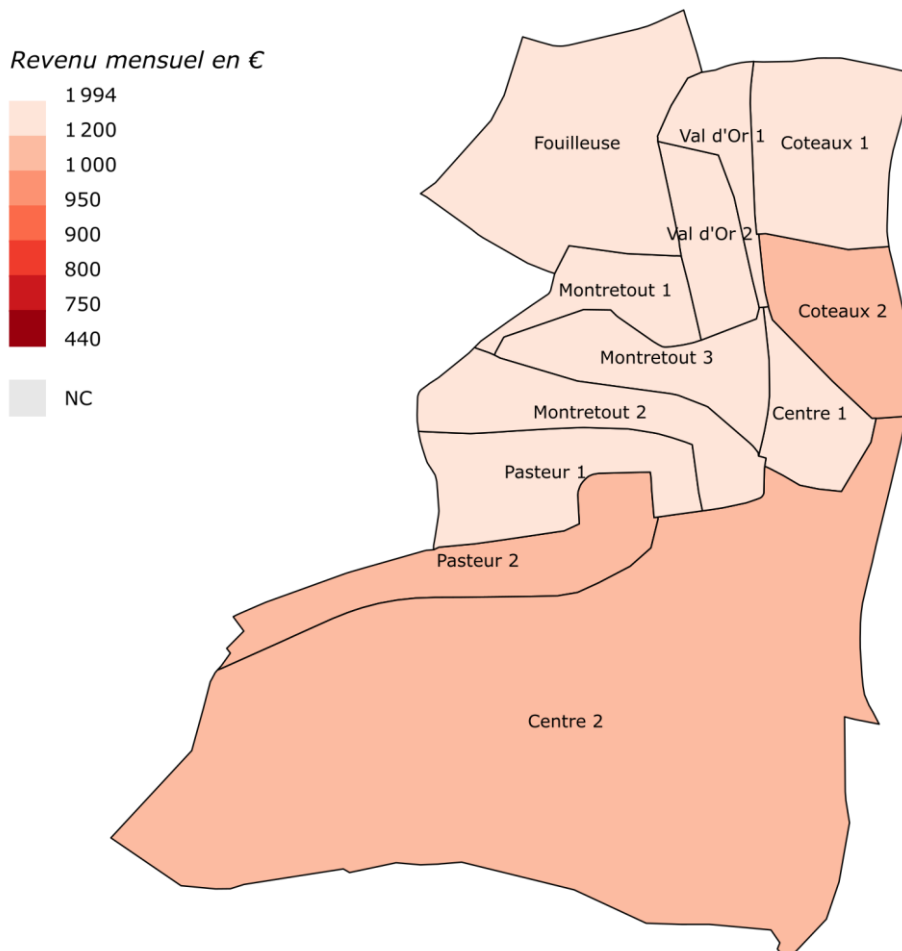 Revenu mensuel en €
1 994
1 200
1 000
950
900
800
750
440
NC
Fouilleuse
Val d'Or 1
Coteaux 1
Val d'Or 2
Montretout 1
Coteaux 2
Montretout 3
Montretout 2
Centre 1
Pasteur 1
Pasteur 2
Centre 2